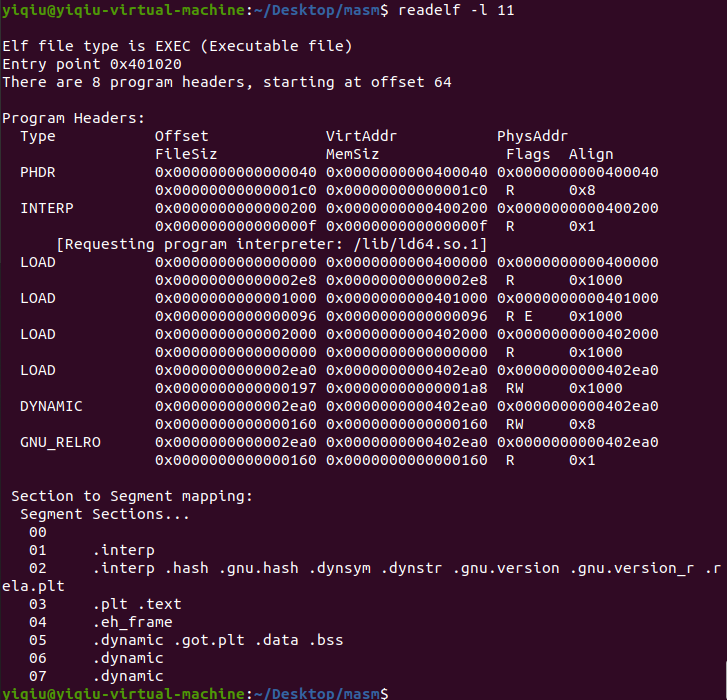 yiqiu@yiqiu-virtual-machine:~/Desktop/masm$ readelf -l 11
Elf file type is EXEC (Executable file)
Entry point 0x401020
There are 8 program headers, starting at offset 64
Program Headers:
  Type           Offset             VirtAddr           PhysAddr
                 FileSiz            MemSiz              Flags  Align
  PHDR           0x0000000000000040 0x0000000000400040 0x0000000000400040
                 0x00000000000001c0 0x00000000000001c0  R      0x8
  INTERP         0x0000000000000200 0x0000000000400200 0x0000000000400200
                 0x000000000000000f 0x000000000000000f  R      0x1
      [Requesting program interpreter: /lib/ld64.so.1]
  LOAD           0x0000000000000000 0x0000000000400000 0x0000000000400000
                 0x00000000000002e8 0x00000000000002e8  R      0x1000
  LOAD           0x0000000000001000 0x0000000000401000 0x0000000000401000
                 0x0000000000000096 0x0000000000000096  R E    0x1000
  LOAD           0x0000000000002000 0x0000000000402000 0x0000000000402000
                 0x0000000000000000 0x0000000000000000  R      0x1000
  LOAD           0x0000000000002ea0 0x0000000000402ea0 0x0000000000402ea0
                 0x0000000000000197 0x00000000000001a8  RW     0x1000
  DYNAMIC        0x0000000000002ea0 0x0000000000402ea0 0x0000000000402ea0
                 0x0000000000000160 0x0000000000000160  RW     0x8
  GNU_RELRO      0x0000000000002ea0 0x0000000000402ea0 0x0000000000402ea0
                 0x0000000000000160 0x0000000000000160  R      0x1
 Section to Segment mapping:
  Segment Sections...
   00
   01     .interp
   02     .interp .hash .gnu.hash .dynsym .dynstr .gnu.version .gnu.version_r .r
ela.plt
   03     .plt .text
   04     .eh_frame
   05     .dynamic .got.plt .data .bss
   06     .dynamic
   07     .dynamic
yiqiu@yiqiu-virtual-machine:~/Desktop/masm$